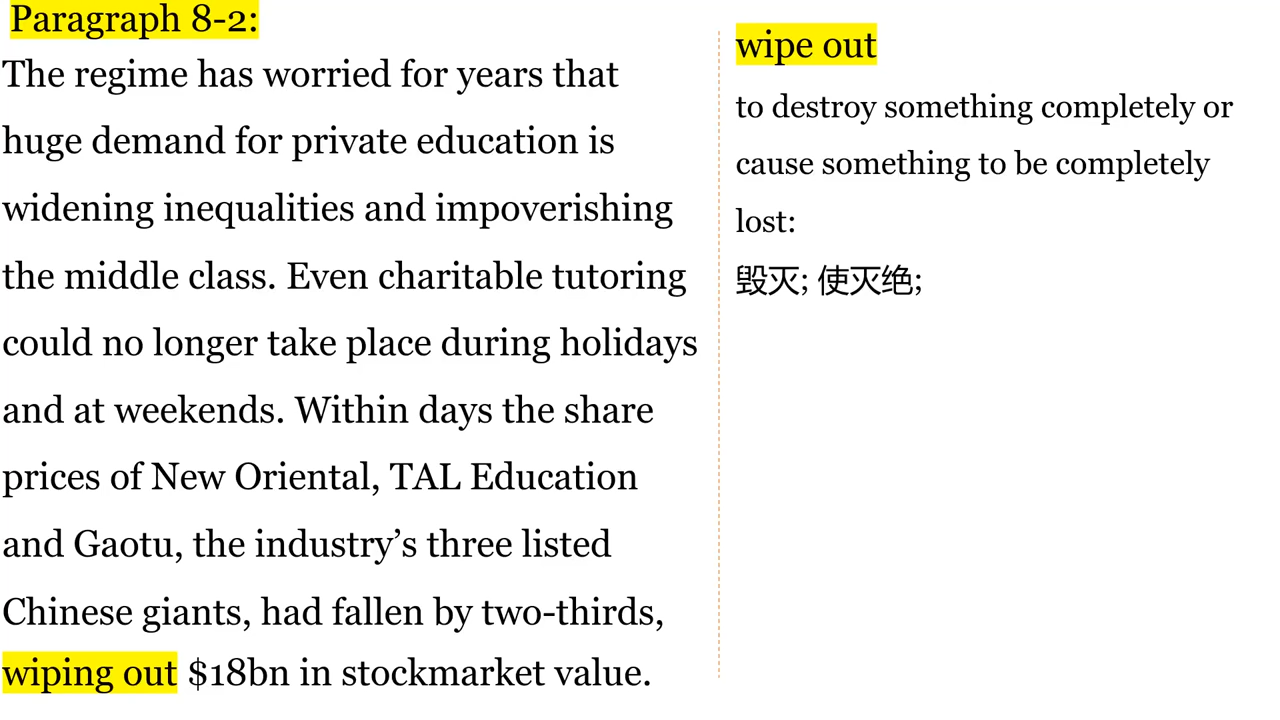 Paragraph 8-2:
The regime has worried for years that
huge demand for private education is
widening inequalities and impoverishing
the middle class. Even charitable tutoring
could no longer take place during holidays
and at weekends. Within days the share
prices of New Oriental, TAL Education
and Gaotu, the industry’s three listed
Chinese giants, had fallen by two-thirds,
wiping out $18bn in stockmarket value.
wipe out
to destroy something completely or
cause something to be completely
lost:
毁灭; 使灭绝;